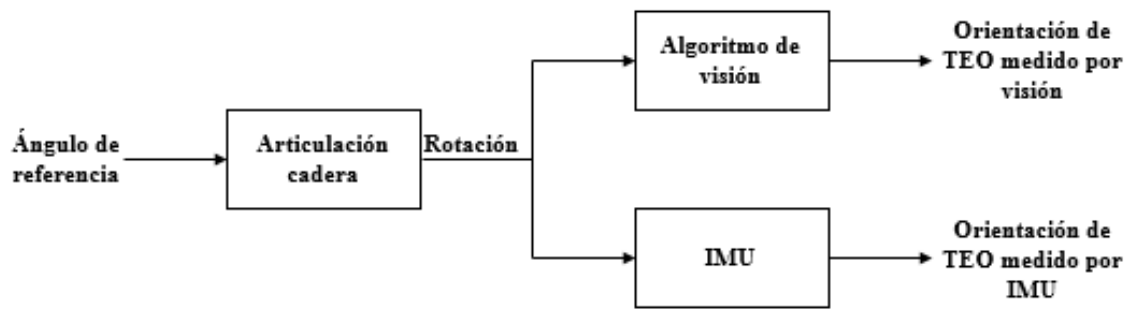 Ángulo de
referencia
Articulación
cadera
Rotación
Algoritmo de
visión
Orientación de
TEO medido por
visión
IMU
Orientación de
TEO medido por
IMU